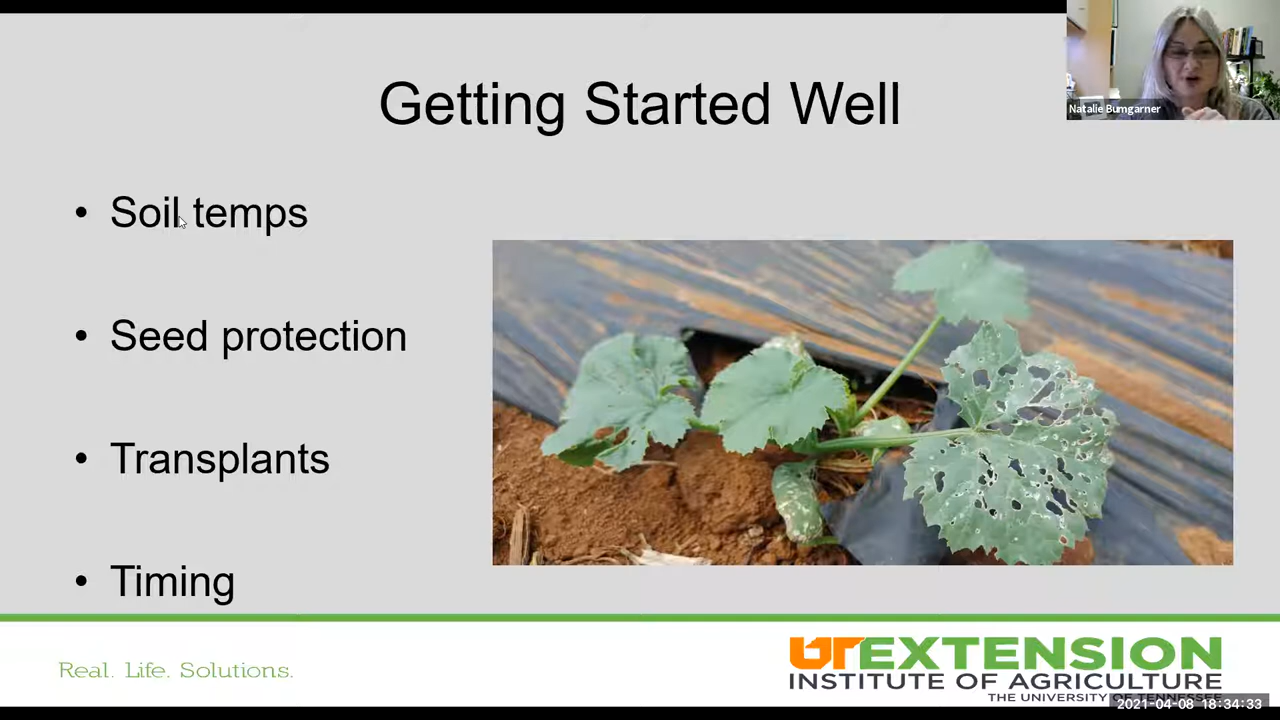 Getting Started Well
Natalie Bumgarner
• Soil temps
• Seed protection
• Transplants
• Timing
Real. Life. Solutions.
UT EXTENSION
INSTITUTE OF AGRICULTURE
THE UNIVERSITY OF TENNESSEE
2021-04-08 18:34:33